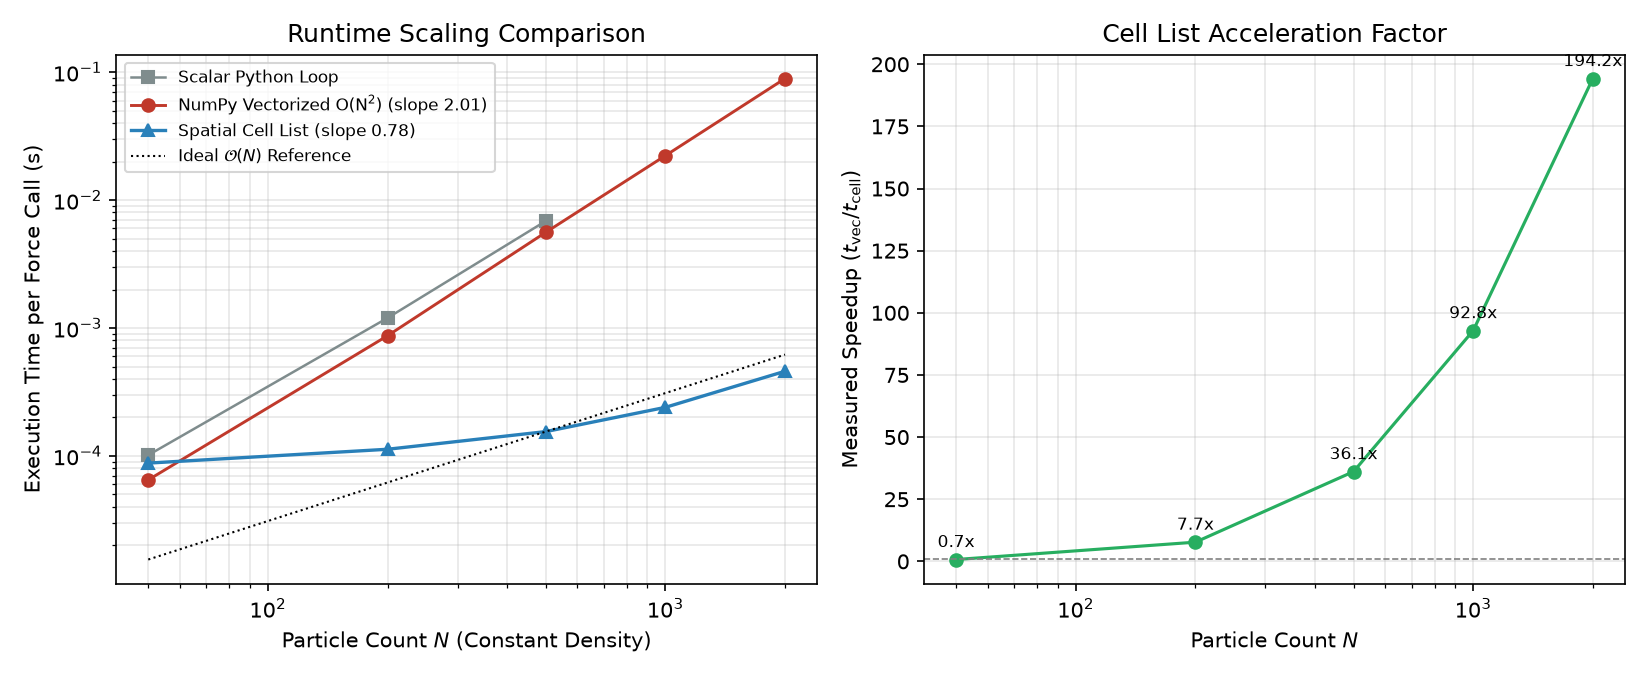 Runtime Scaling Comparison
Execution Time per Force Call (s)
10⁻¹
10⁻²
10⁻³
10⁻⁴
Scalar Python Loop
NumPy Vectorized O(N²) (slope 2.01)
Spatial Cell List (slope 0.78)
Ideal 𝒪(N) Reference
10²
10³
Particle Count N (Constant Density)
Cell List Acceleration Factor
Measured Speedup (t_vec/t_cell)
200
175
150
125
100
75
50
25
0
0.7x
7.7x
36.1x
92.8x
194.2x
10²
10³
Particle Count N